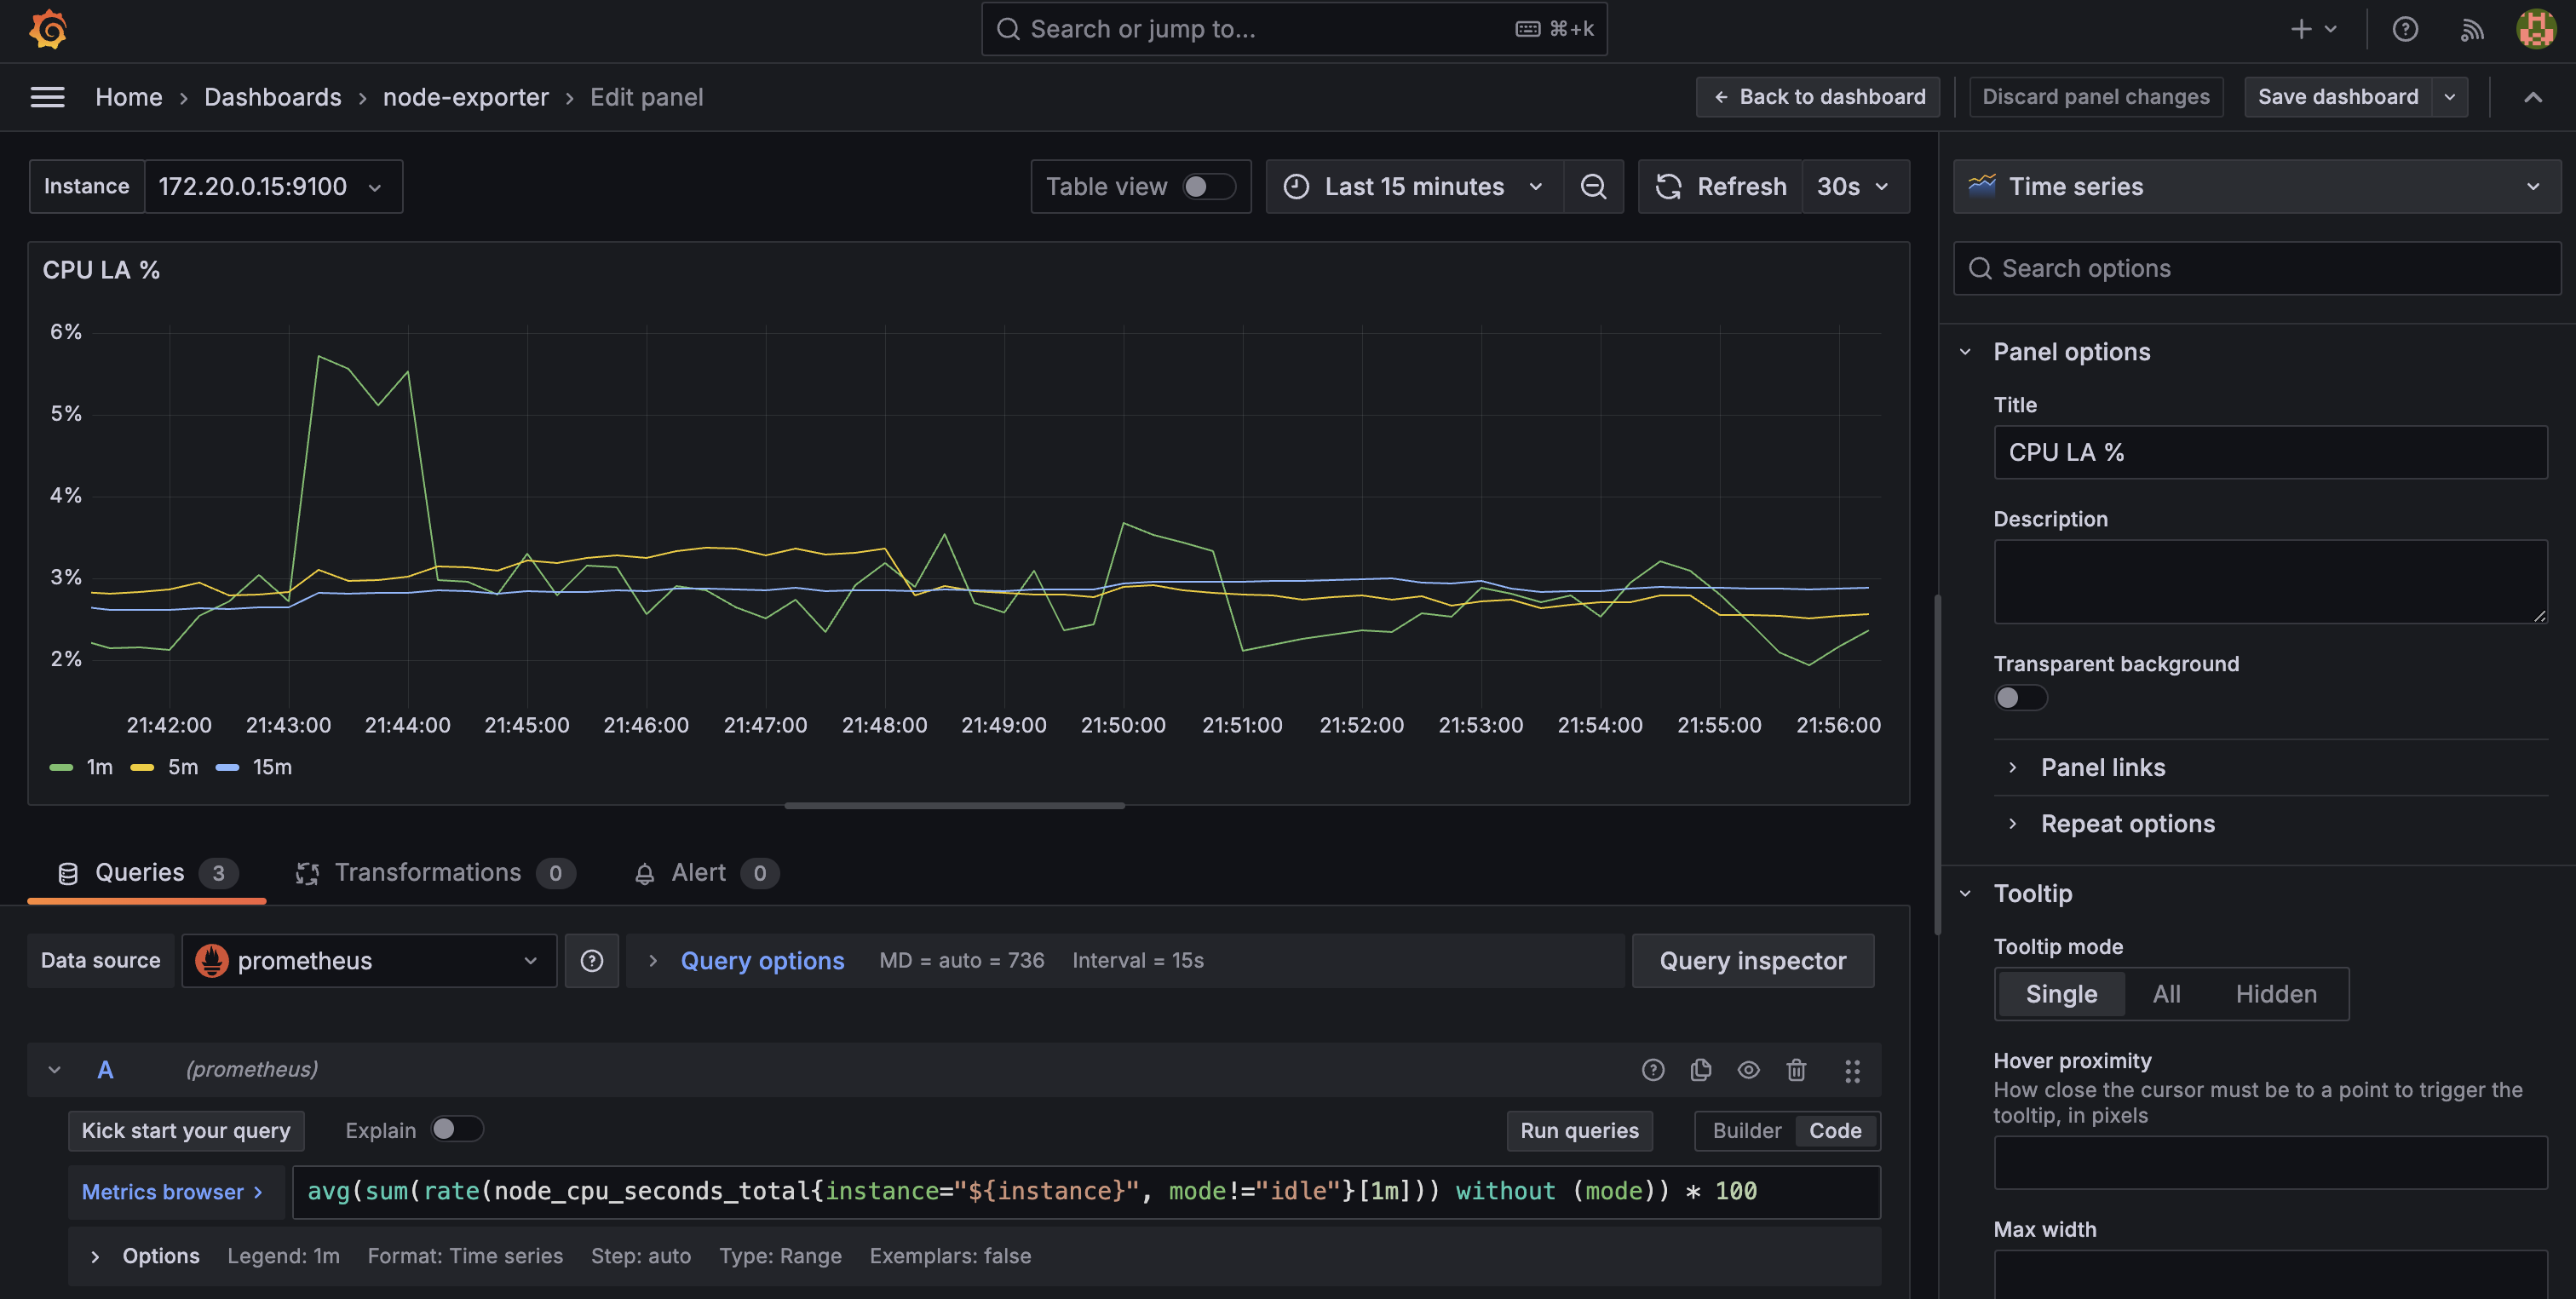 Search or jump to... ⌘+k
Home › Dashboards › node-exporter › Edit panel
← Back to dashboard
Discard panel changes
Save dashboard
Instance 172.20.0.15:9100
Table view
Last 15 minutes
Refresh 30s
Time series
CPU LA %
6%
5%
4%
3%
2%
21:42:00 21:43:00 21:44:00 21:45:00 21:46:00 21:47:00 21:48:00 21:49:00 21:50:00 21:51:00 21:52:00 21:53:00 21:54:00 21:55:00 21:56:00
1m 5m 15m
Search options
Panel options
Title
CPU LA %
Description
Transparent background
Panel links
Repeat options
Tooltip
Tooltip mode
Single All Hidden
Hover proximity
How close the cursor must be to a point to trigger the
tooltip, in pixels
Max width
Queries 3 Transformations 0 Alert 0
Data source prometheus
Query options MD = auto = 736 Interval = 15s
Query inspector
A (prometheus)
Kick start your query Explain
Run queries Builder Code
Metrics browser > avg(sum(rate(node_cpu_seconds_total{instance="${instance}", mode!="idle"}[1m])) without (mode)) * 100
Options Legend: 1m Format: Time series Step: auto Type: Range Exemplars: false